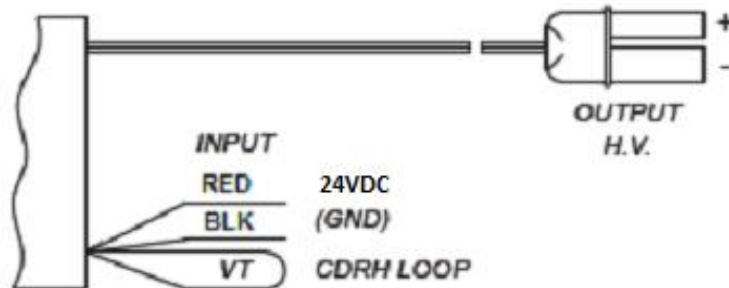 +
-
OUTPUT
H.V.
INPUT
RED 24VDC
BLK (GND)
VT CDRH LOOP